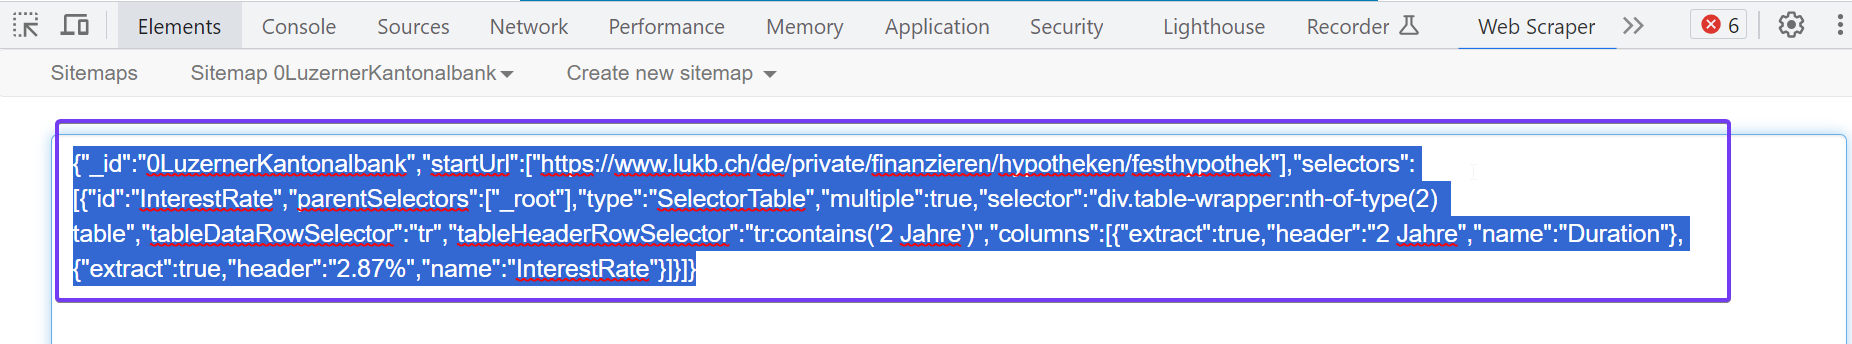 Elements Console Sources Network Performance Memory Application Security Lighthouse Recorder Web Scraper 6
Sitemaps Sitemap 0LuzernerKantonalbank Create new sitemap
{"_id":"0LuzernerKantonalbank","startUrl":["https://www.lukb.ch/de/private/finanzieren/hypotheken/festhypothek"],"selectors":
[{"id":"InterestRate","parentSelectors":["_root"],"type":"SelectorTable","multiple":true,"selector":"div.table-wrapper:nth-of-type(2)
table","tableDataRowSelector":"tr","tableHeaderRowSelector":"tr:contains('2 Jahre')","columns":[{"extract":true,"header":"2 Jahre","name":"Duration"},
{"extract":true,"header":"2.87%","name":"InterestRate"}]}]}